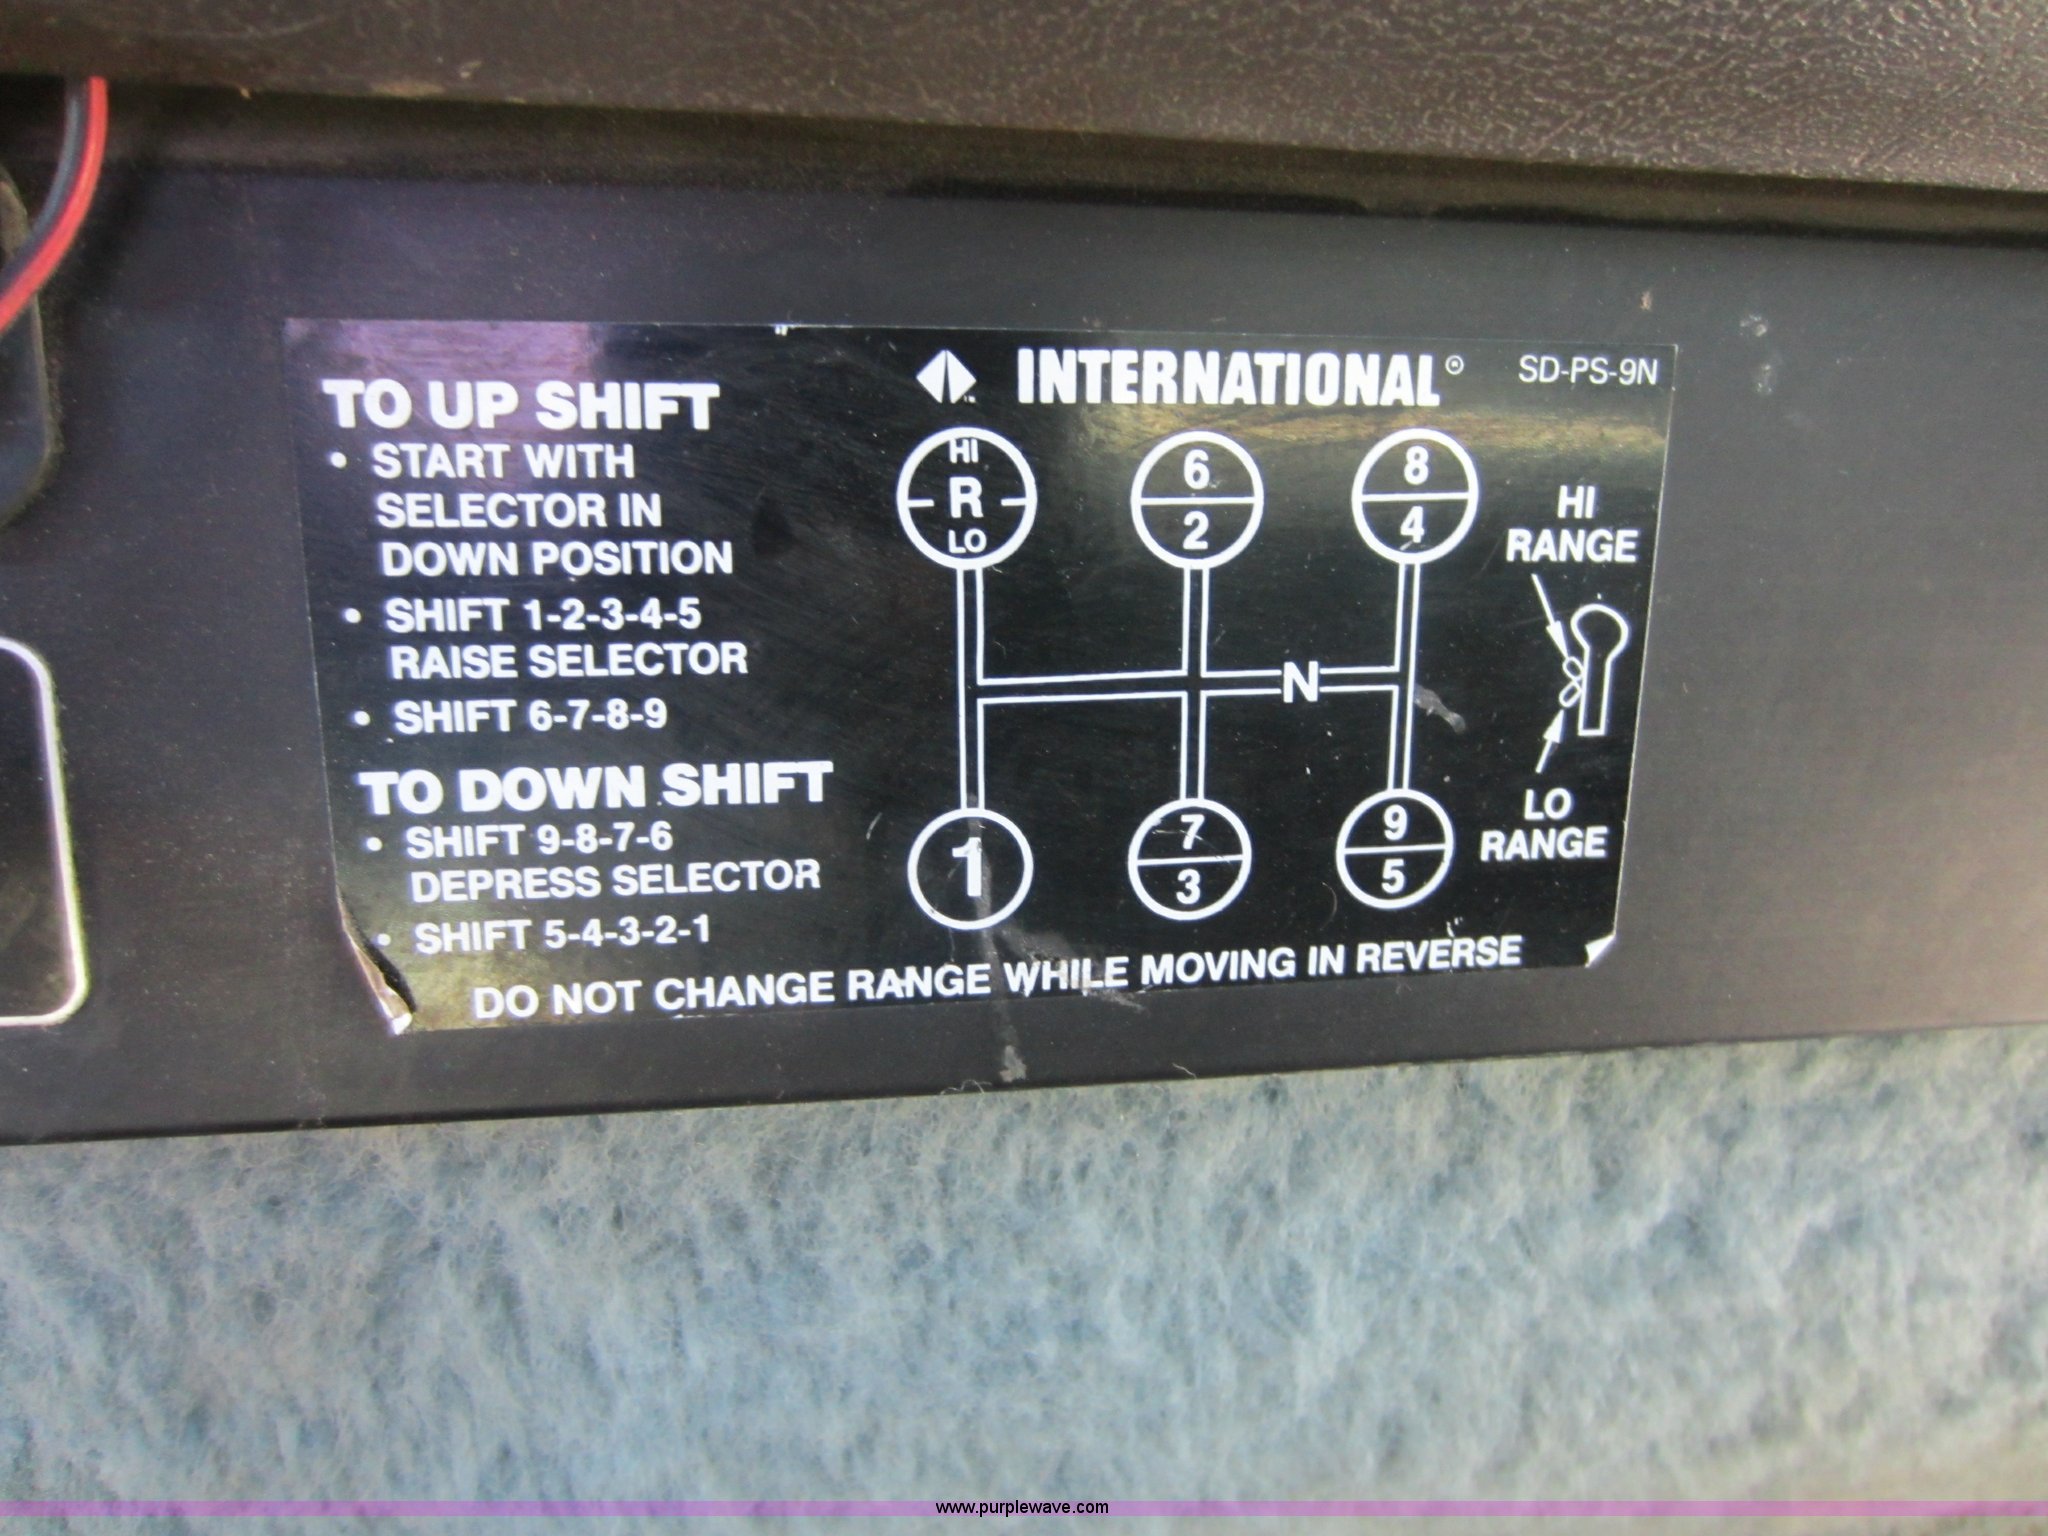 TO UP SHIFT
• START WITH
SELECTOR IN
DOWN POSITION
• SHIFT 1-2-3-4-5
RAISE SELECTOR
• SHIFT 6-7-8-9
TO DOWN SHIFT
• SHIFT 9-8-7-6
DEPRESS SELECTOR
• SHIFT 5-4-3-2-1
INTERNATIONAL® SD-PS-9N
HI
R
LO
6
2
8
4
N
1
7
3
9
5
HI
RANGE
LO
RANGE
DO NOT CHANGE RANGE WHILE MOVING IN REVERSE
www.purplewave.com